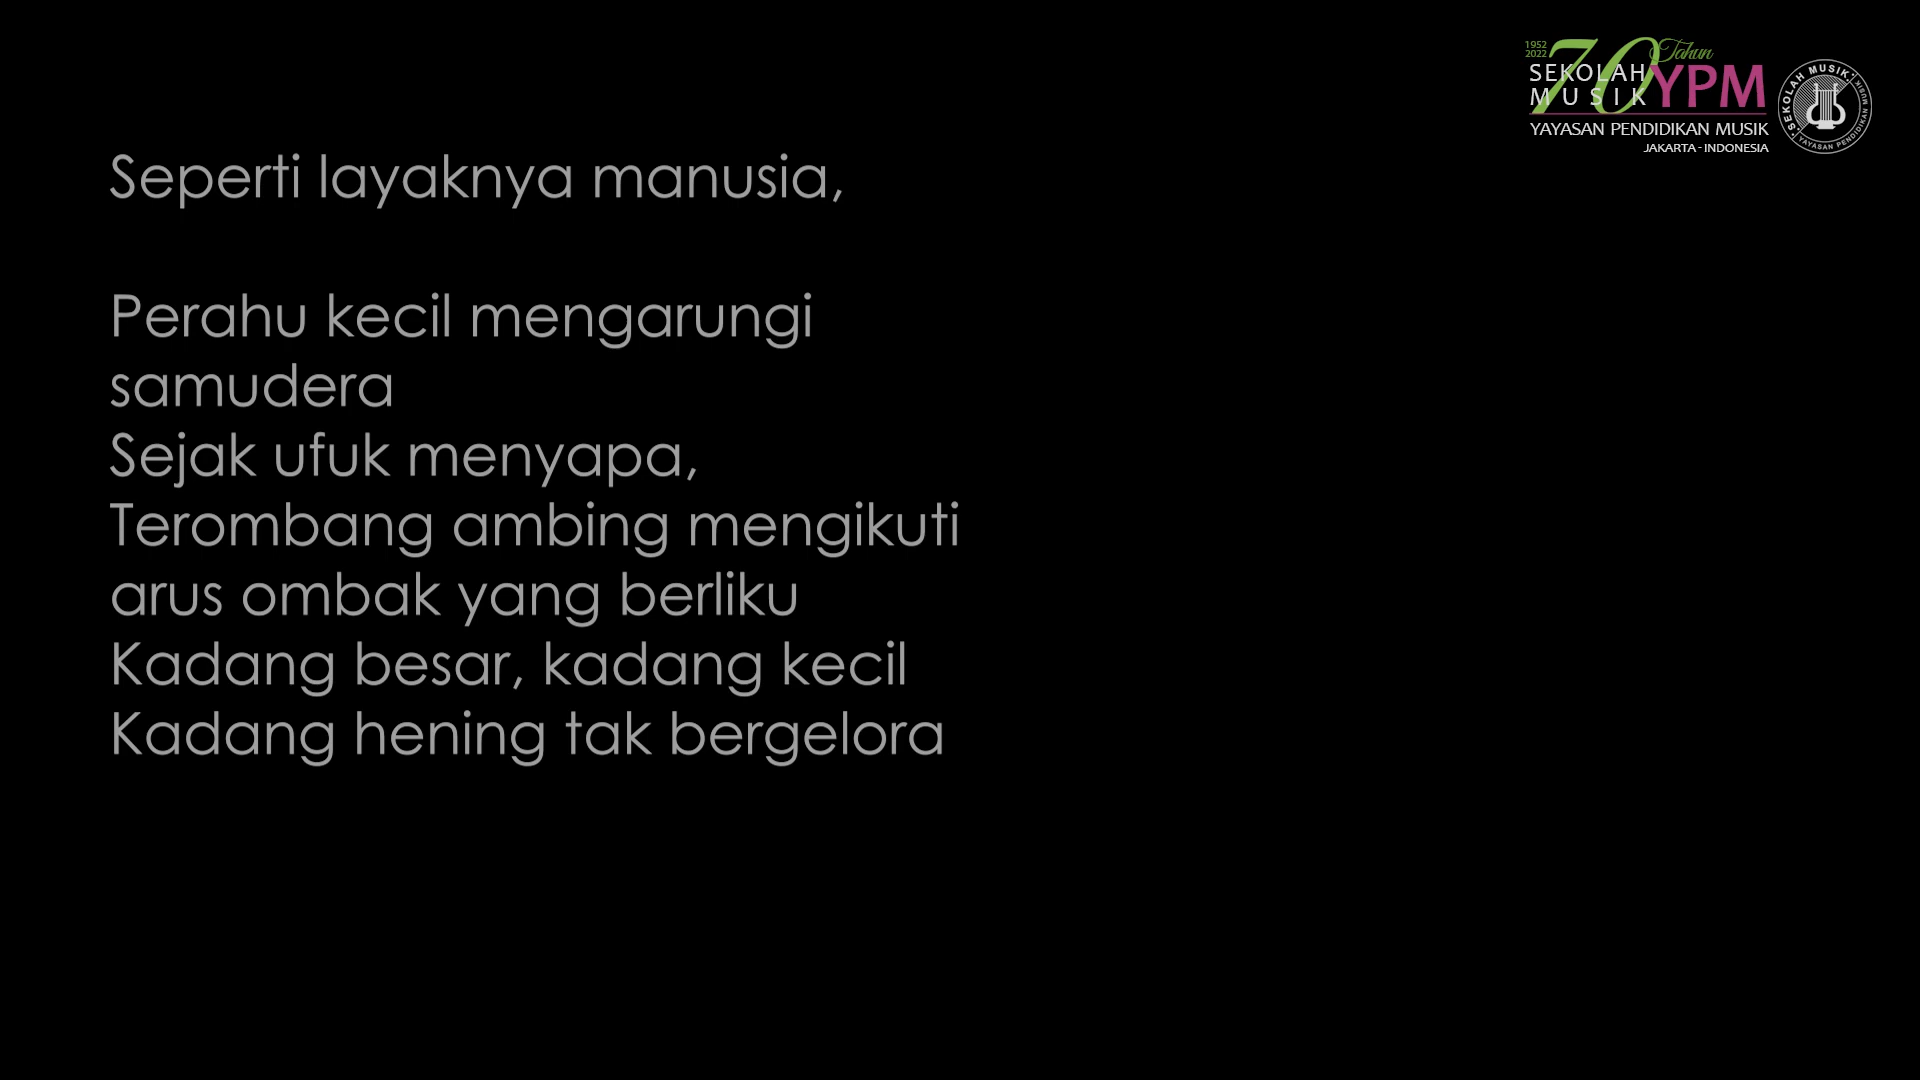 1952
2022
70 Tahun
SEKOLAH
MUSIK
YPM
YAYASAN PENDIDIKAN MUSIK
JAKARTA - INDONESIA
SEKOLAH MUSIK
YAYASAN PENDIDIKAN MUSIK
Seperti layaknya manusia,
Perahu kecil mengarungi
samudera
Sejak ufuk menyapa,
Terombang ambing mengikuti
arus ombak yang berliku
Kadang besar, kadang kecil
Kadang hening tak bergelora